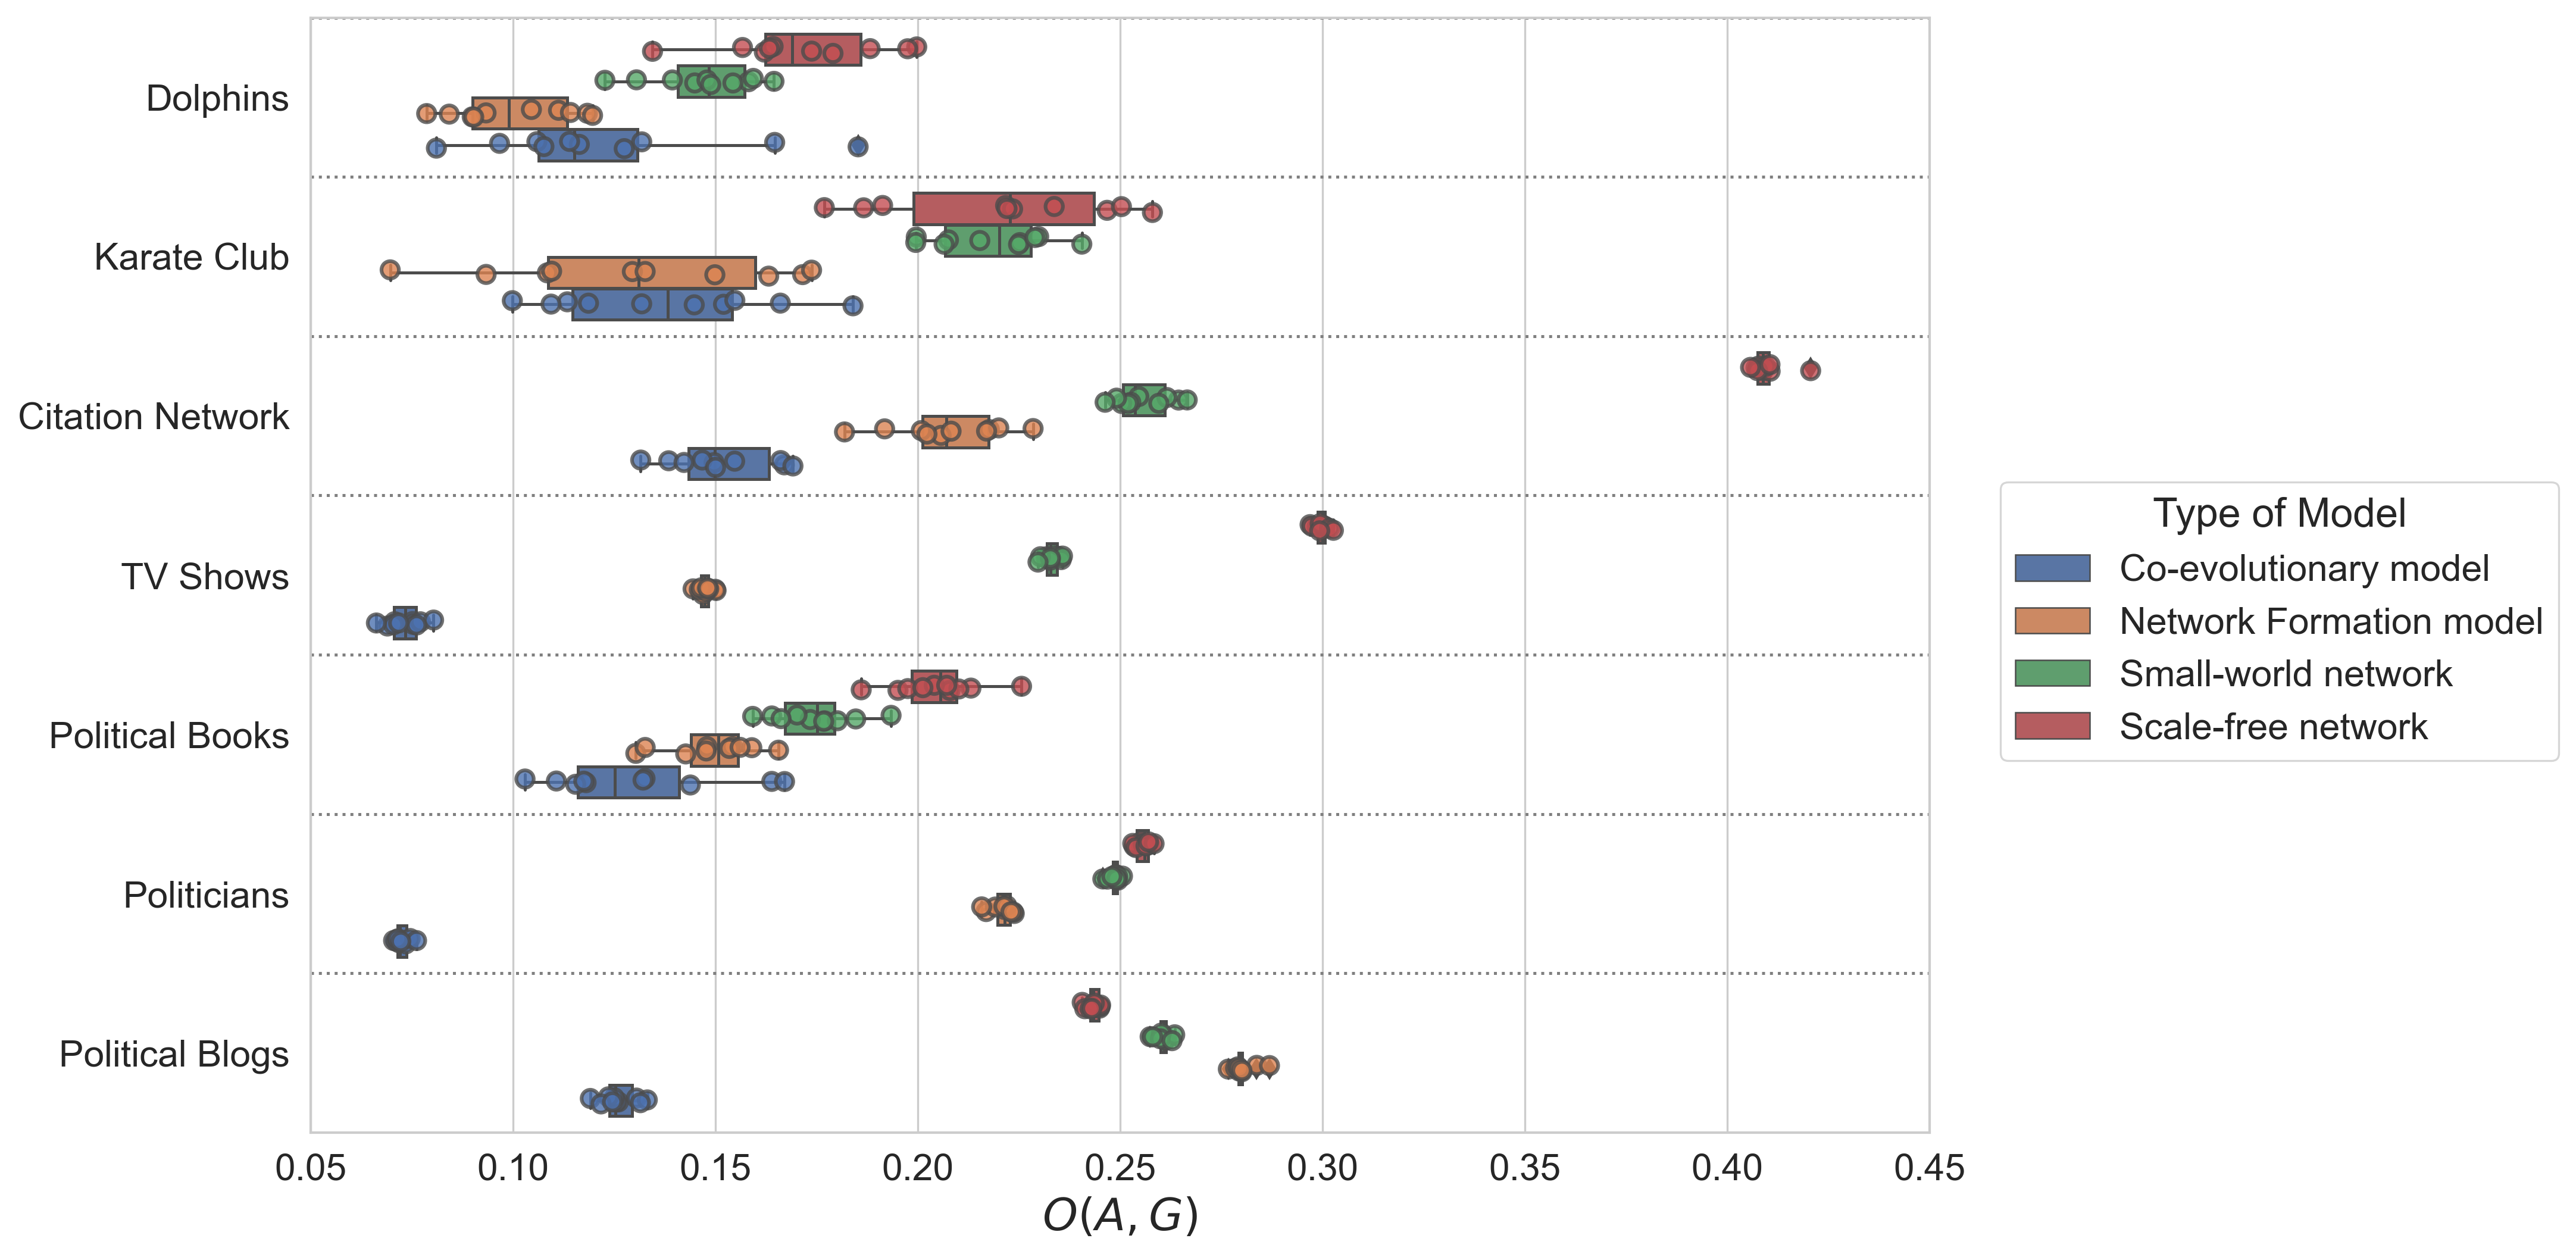 Dolphins
Karate Club
Citation Network
TV Shows
Political Books
Politicians
Political Blogs
0.05 0.10 0.15 0.20 0.25 0.30 0.35 0.40 0.45
O(A, G)
Type of Model
Co-evolutionary model
Network Formation model
Small-world network
Scale-free network